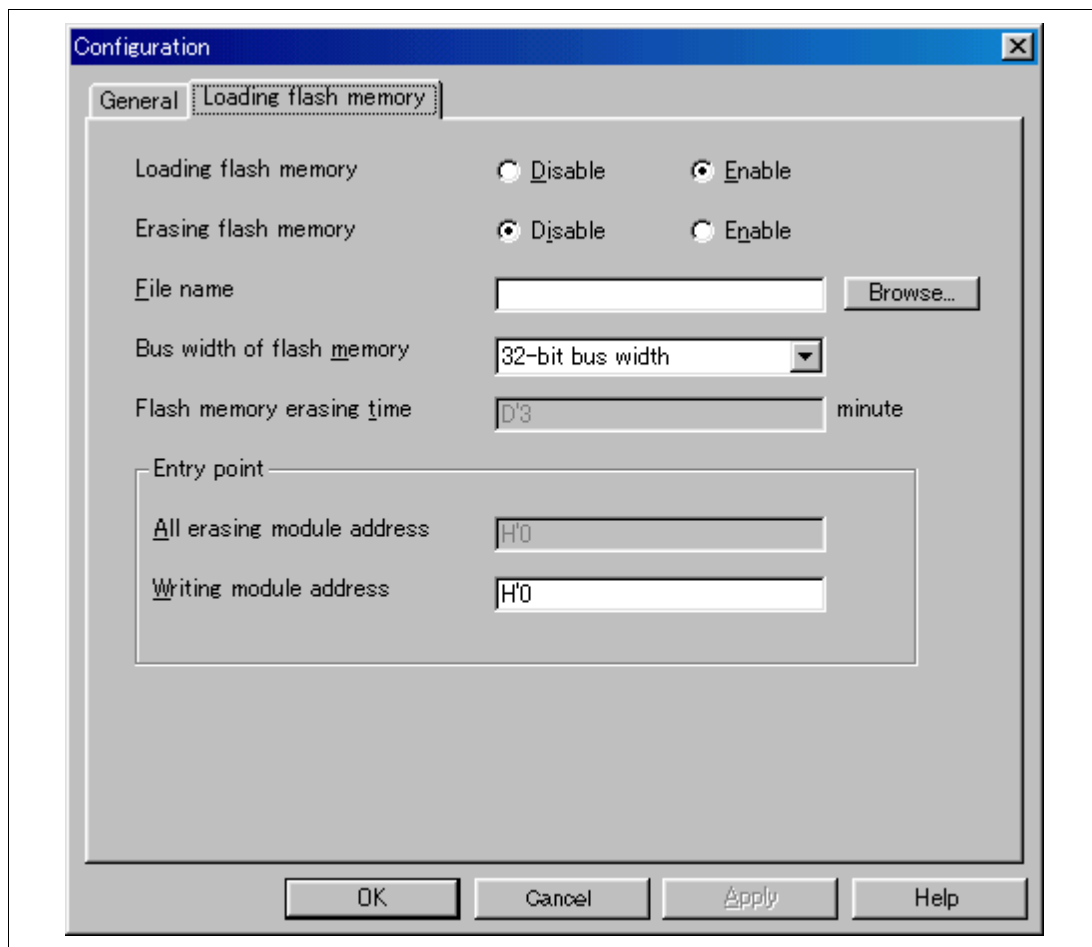 Configuration
General Loading flash memory
Loading flash memory Disable Enable
Erasing flash memory Disable Enable
File name Browse...
Bus width of flash memory 32-bit bus width
Flash memory erasing time D'3 minute
Entry point
All erasing module address H'0
Writing module address H'0
OK Cancel Apply Help